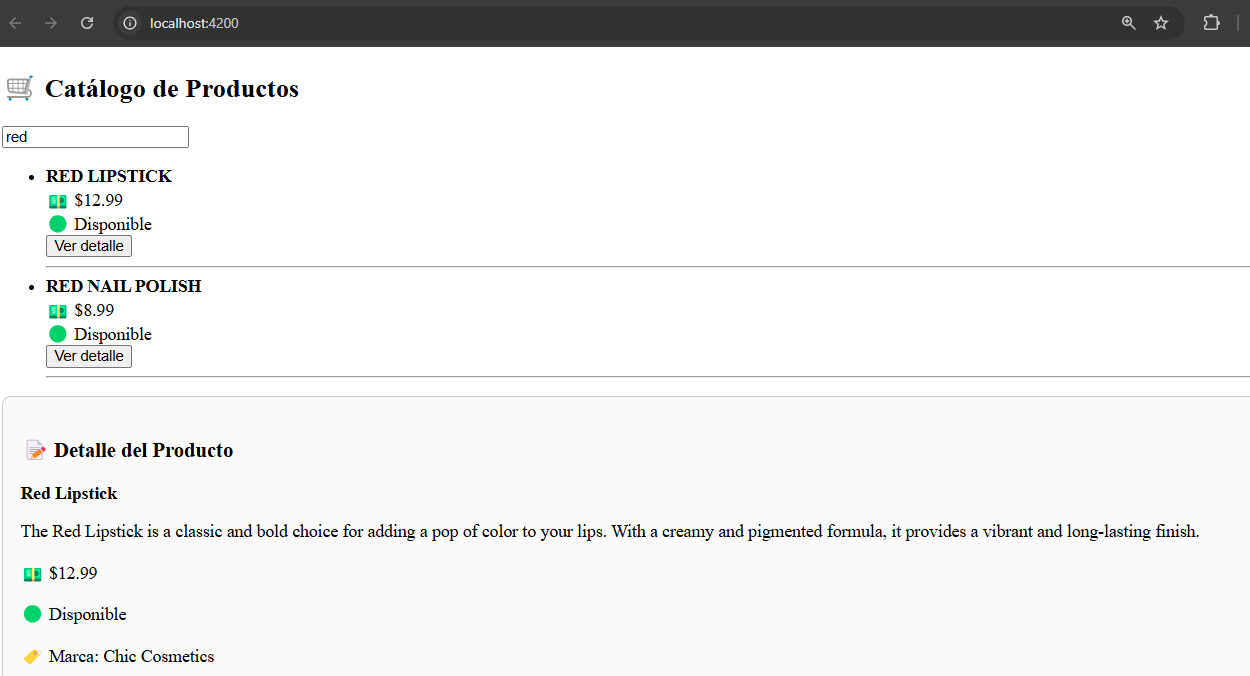 localhost:4200
🛒 Catálogo de Productos
red
• RED LIPSTICK
💵 $12.99
🟢 Disponible
Ver detalle
• RED NAIL POLISH
💵 $8.99
🟢 Disponible
Ver detalle
📝 Detalle del Producto
Red Lipstick
The Red Lipstick is a classic and bold choice for adding a pop of color to your lips. With a creamy and pigmented formula, it provides a vibrant and long-lasting finish.
💵 $12.99
🟢 Disponible
🏷️ Marca: Chic Cosmetics